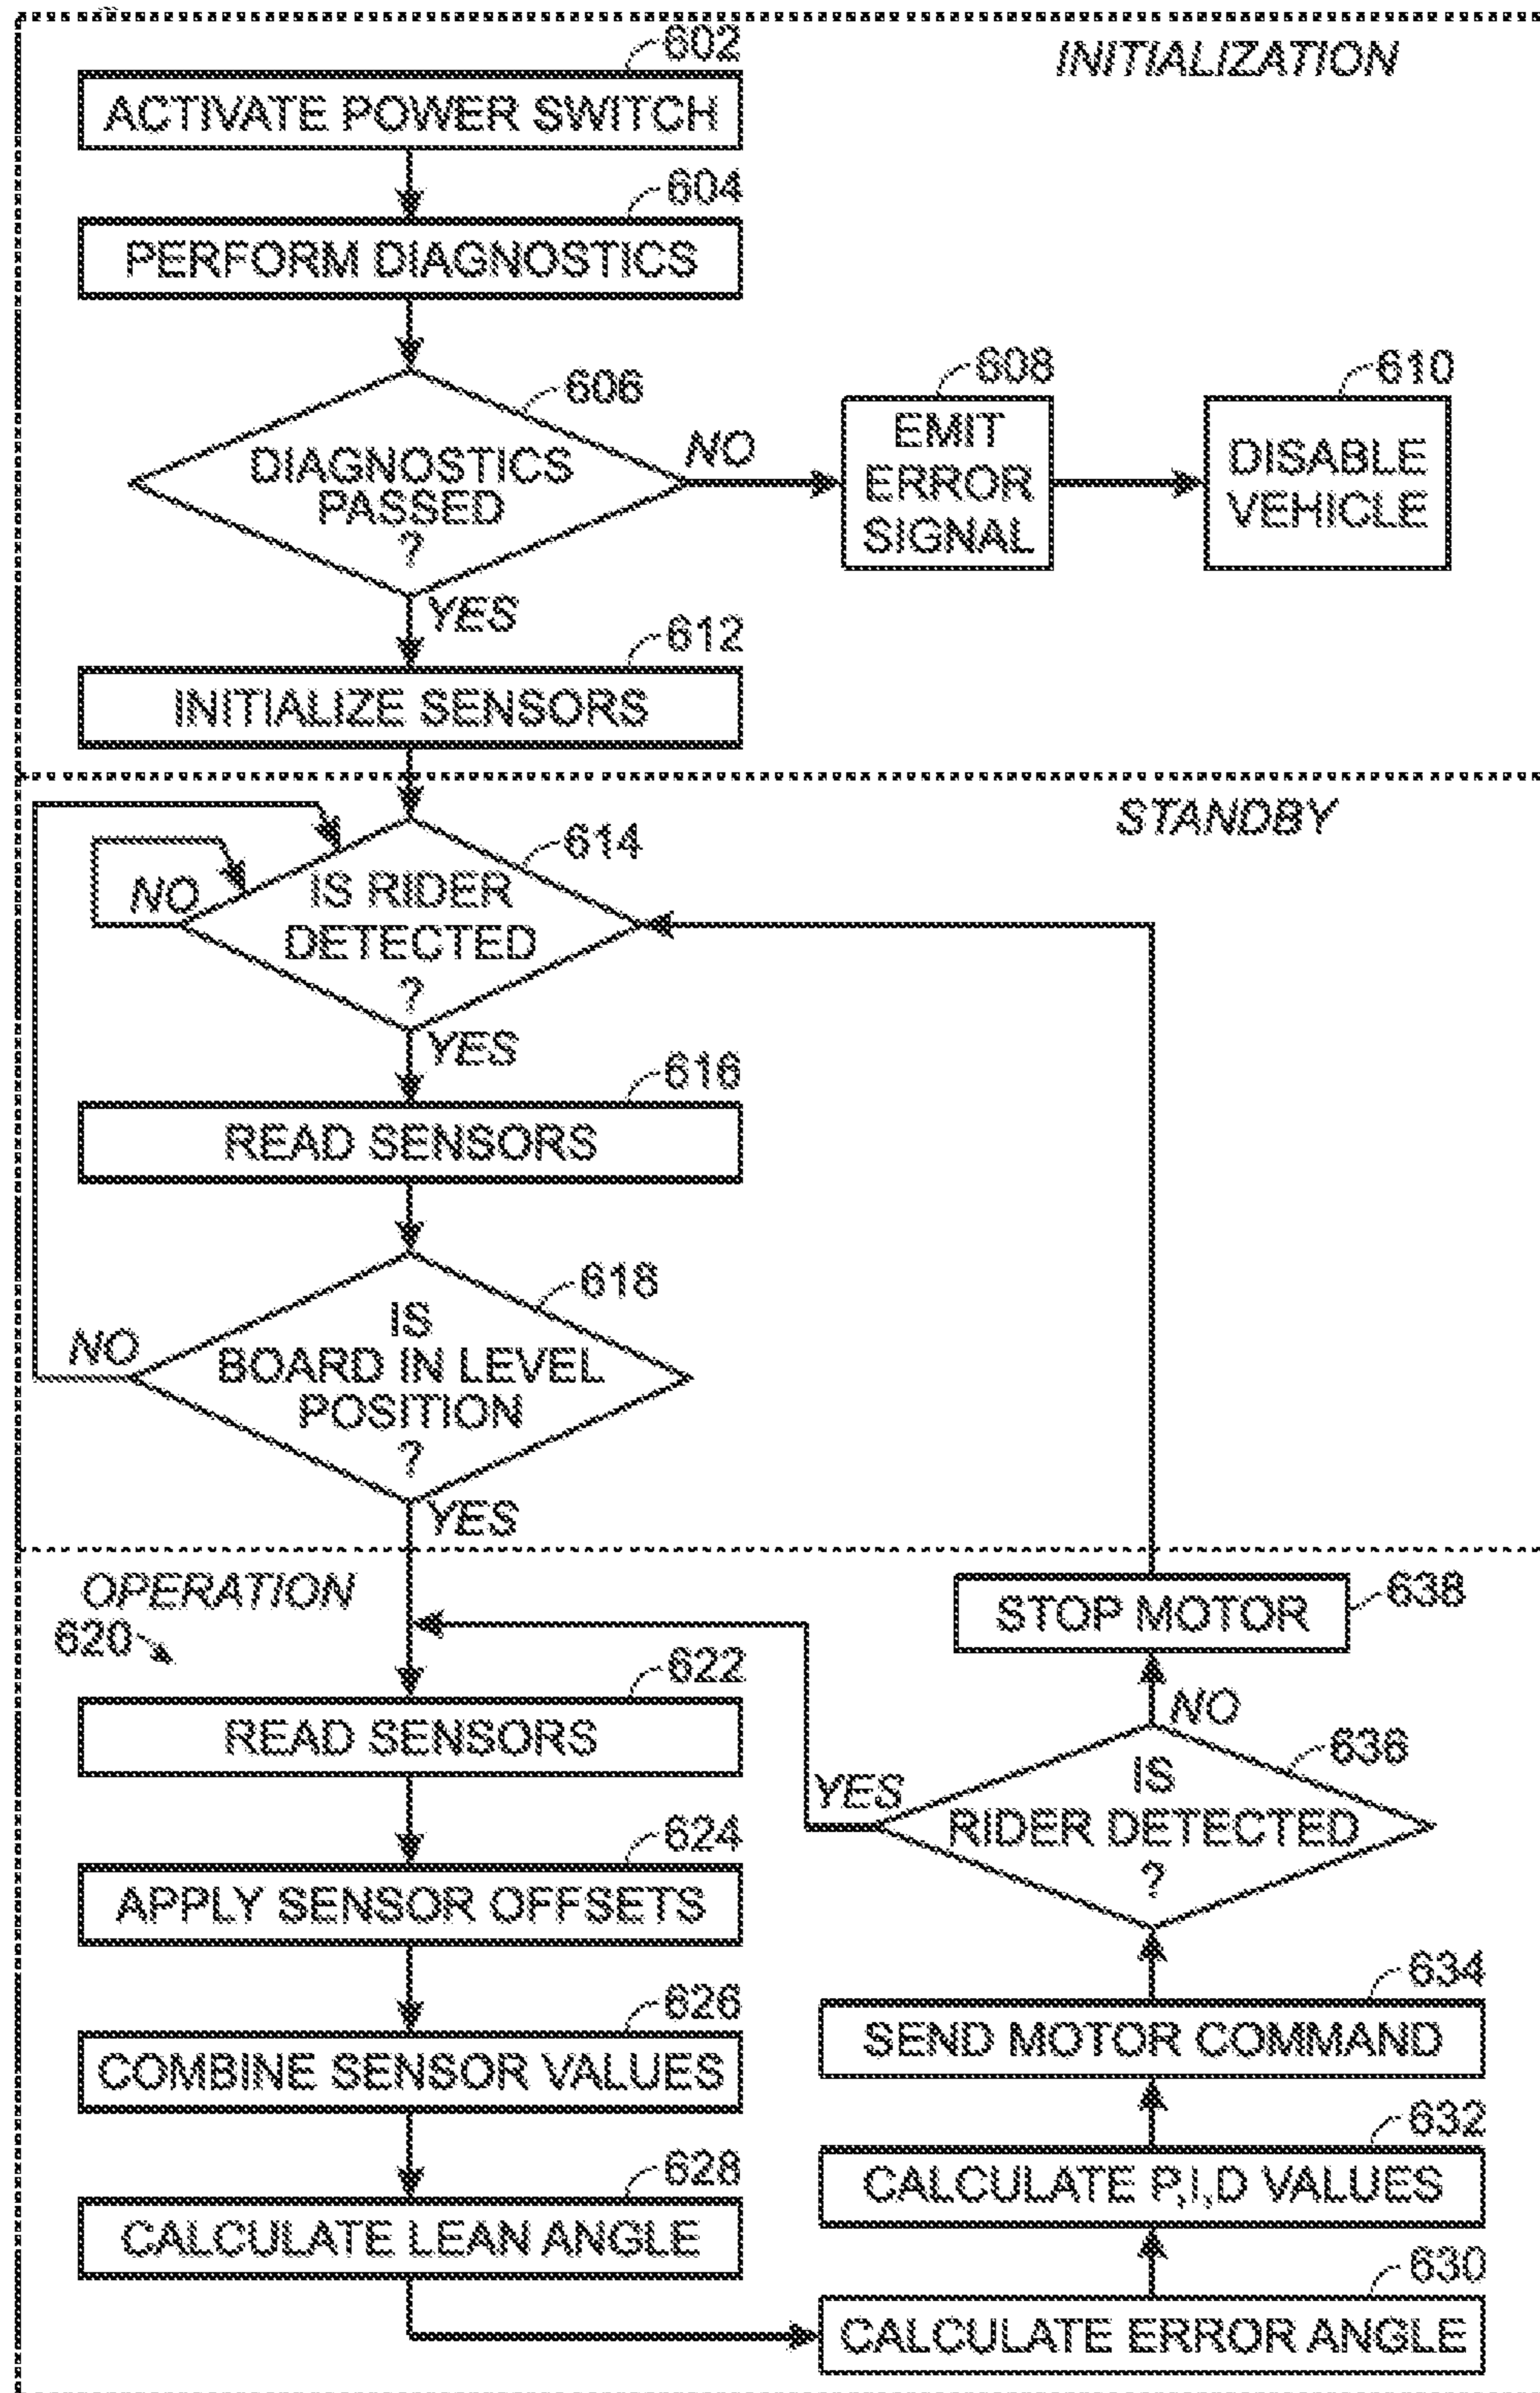 602
INITIALIZATION
ACTIVATE POWER SWITCH
604
PERFORM DIAGNOSTICS
606
DIAGNOSTICS
PASSED
?
NO
608
EMIT
ERROR
SIGNAL
610
DISABLE
VEHICLE
YES
612
INITIALIZE SENSORS
STANDBY
614
NO
IS RIDER
DETECTED
?
YES
616
READ SENSORS
618
IS
BOARD IN LEVEL
POSITION
?
NO
YES
OPERATION
620
622
READ SENSORS
624
APPLY SENSOR OFFSETS
626
COMBINE SENSOR VALUES
628
CALCULATE LEAN ANGLE
STOP MOTOR
638
NO
636
IS
RIDER DETECTED
?
YES
634
SEND MOTOR COMMAND
632
CALCULATE P,I,D VALUES
630
CALCULATE ERROR ANGLE